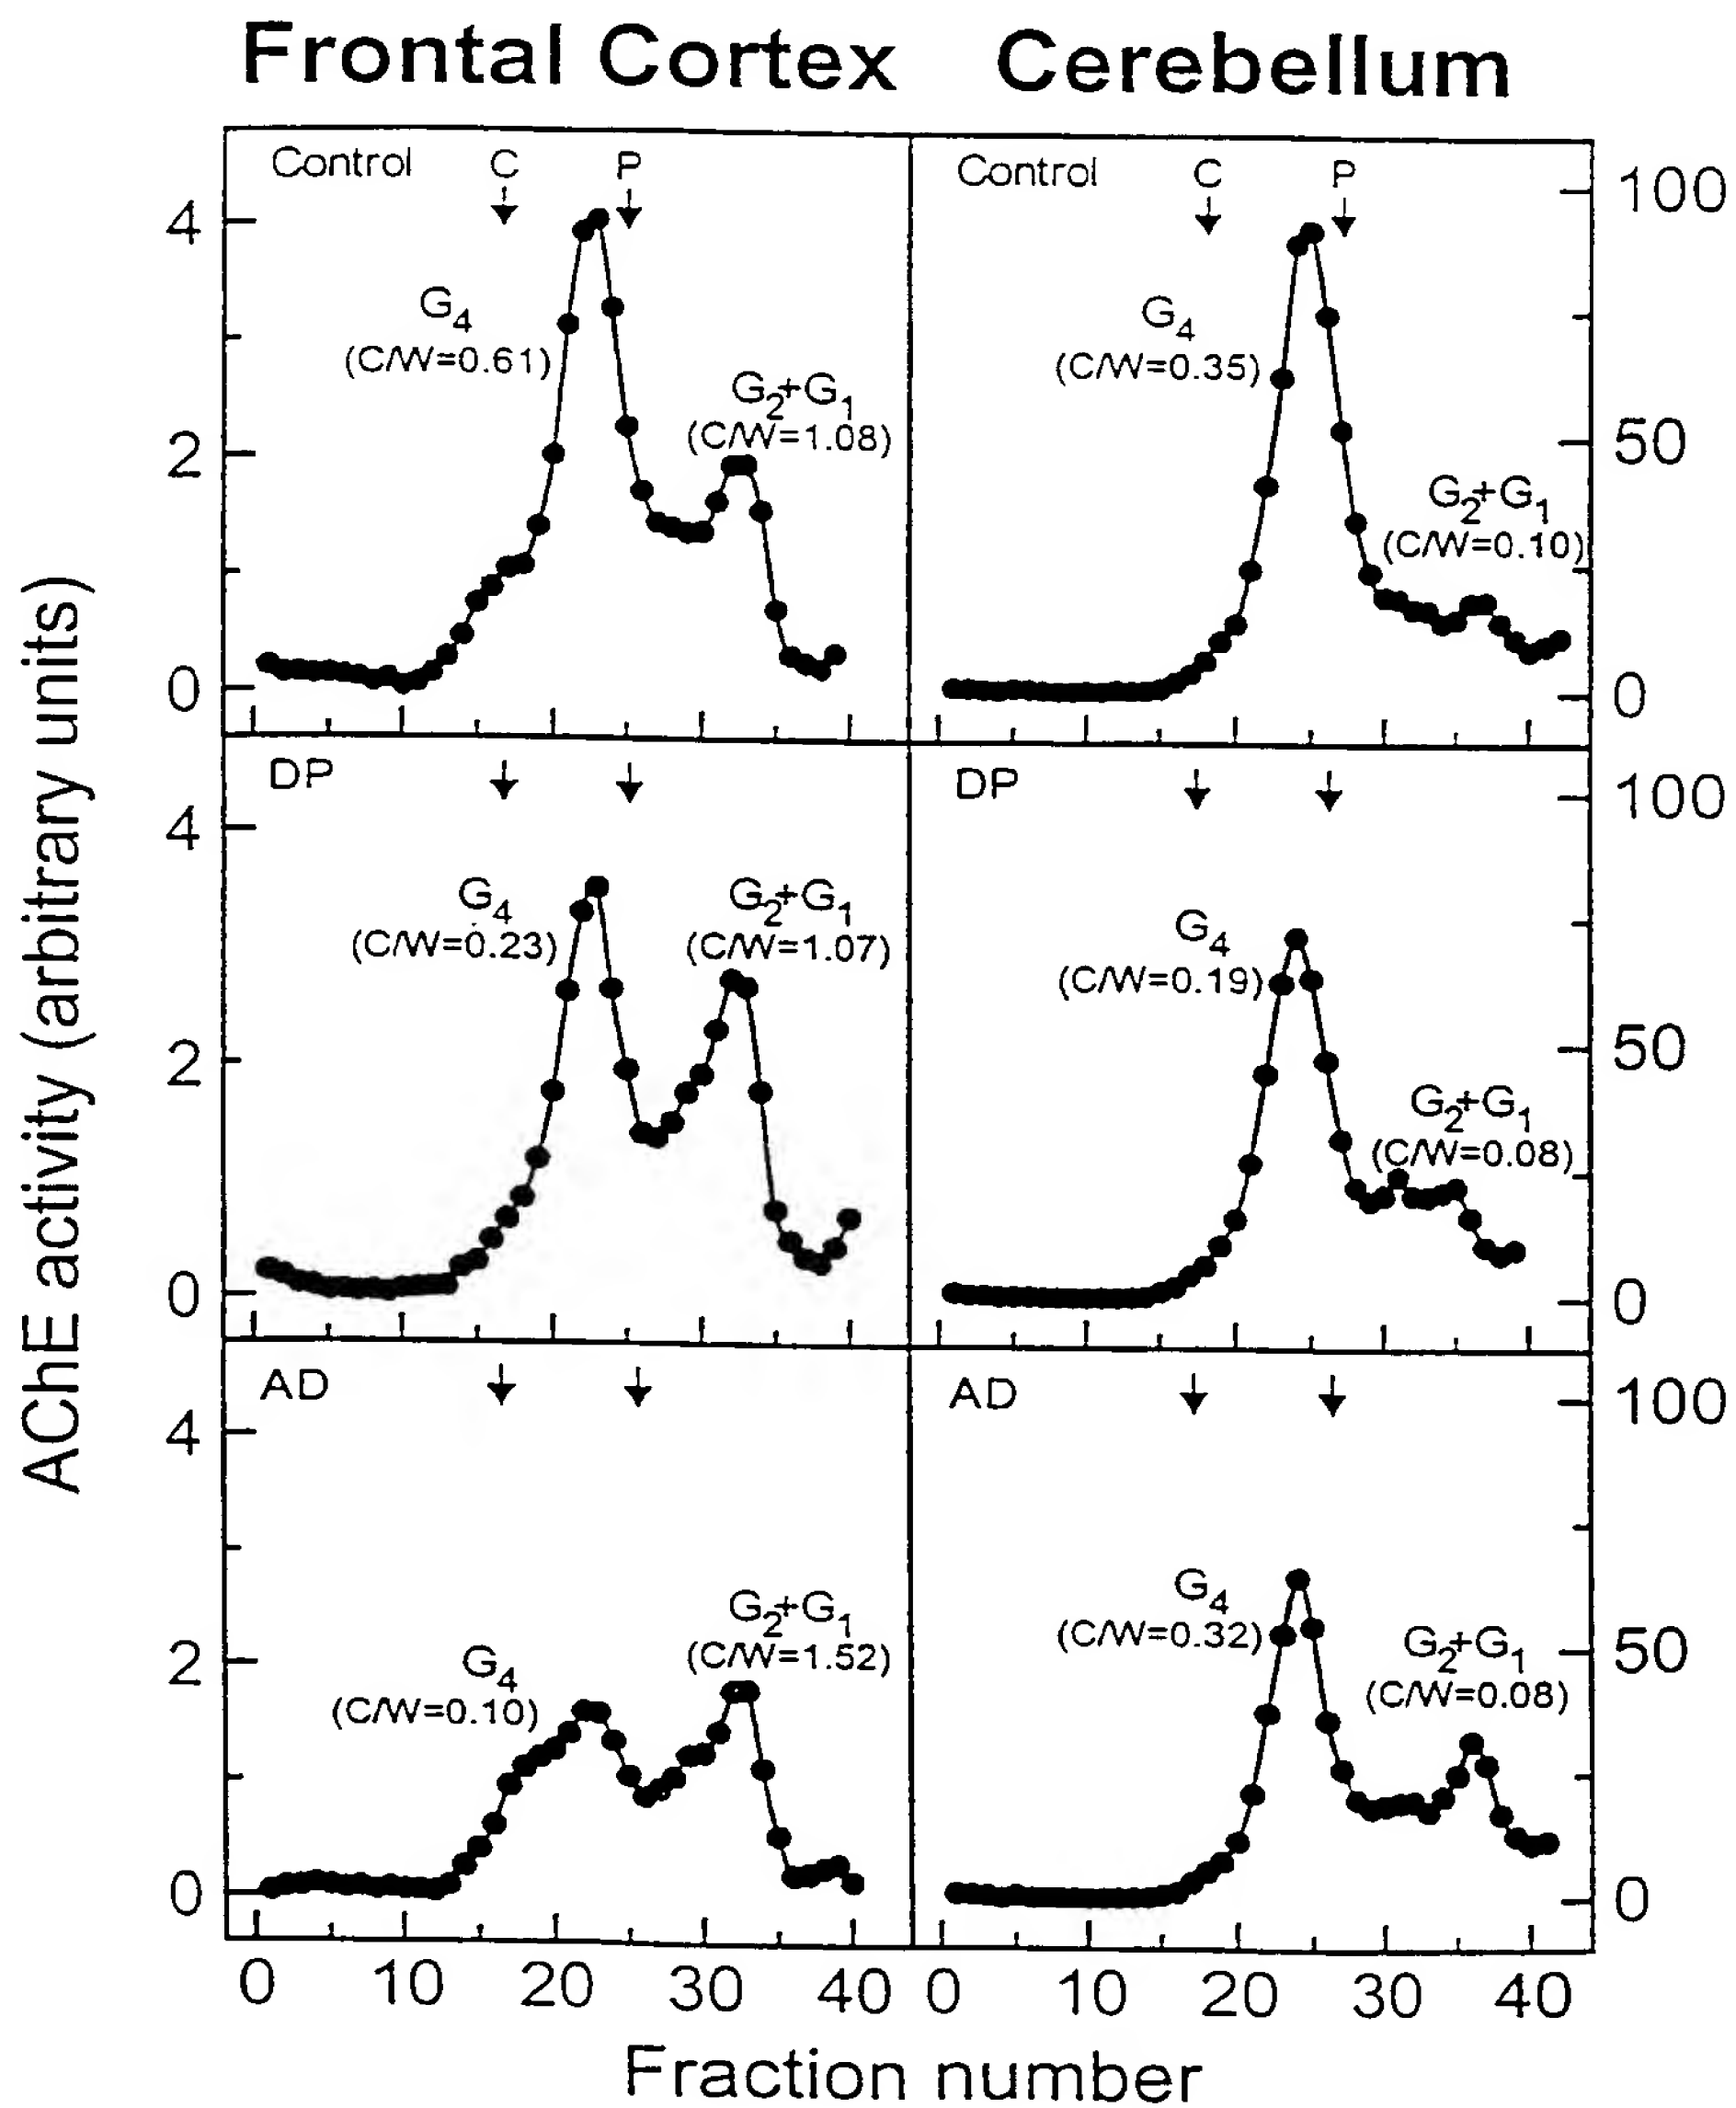 Frontal Cortex Cerebellum
AChE activity (arbitrary units)
Control C P
4
2
0
G4
(C/W=0.61)
G2+G1
(C/W=1.08)
Control C P
100
50
0
G4
(C/W=0.35)
G2+G1
(C/W=0.10)
DP
4
2
0
G4
(C/W=0.23)
G2+G1
(C/W=1.07)
DP
100
50
0
G4
(C/W=0.19)
G2+G1
(C/W=0.08)
AD
4
2
0
G4
(C/W=0.10)
G2+G1
(C/W=1.52)
AD
100
50
0
G4
(C/W=0.32)
G2+G1
(C/W=0.08)
0 10 20 30 40 0 10 20 30 40
Fraction number